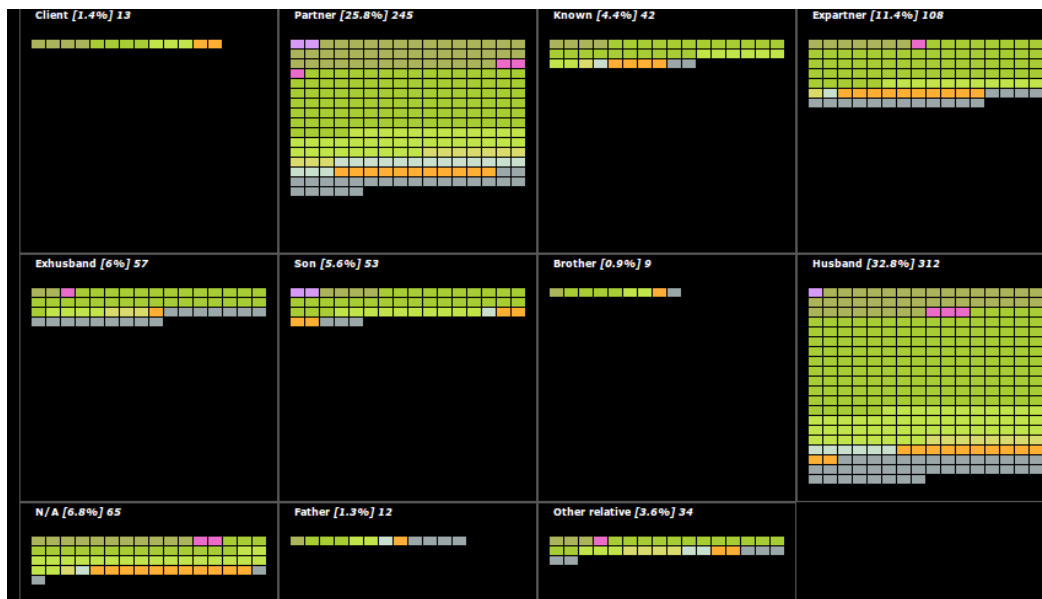 Client [1.4%] 13
Partner [25.8%] 245
Known [4.4%] 42
Expartner [11.4%] 108
Exhusband [6%] 57
Son [5.6%] 53
Brother [0.9%] 9
Husband [32.8%] 312
N/A [6.8%] 65
Father [1.3%] 12
Other relative [3.6%] 34